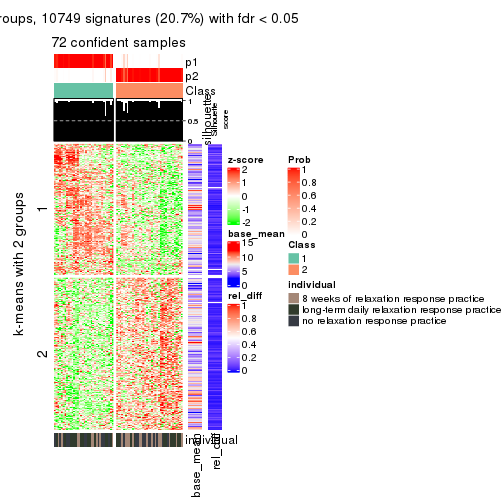 roups, 10749 signatures (20.7%) with fdr < 0.05
72 confident samples
p1
p2
Class
1
0.5
0
silhouette
Silhouette
score
k-means with 2 groups
1
2
individual
base_mean
rel_diff
z-score
2
1
0
-1
-2
base_mean
15
10
5
0
rel_diff
1
0.8
0.6
0.4
0.2
0
Prob
1
0.8
0.6
0.4
0.2
0
Class
1
2
individual
8 weeks of relaxation response practice
long-term daily relaxation response practice
no relaxation response practice